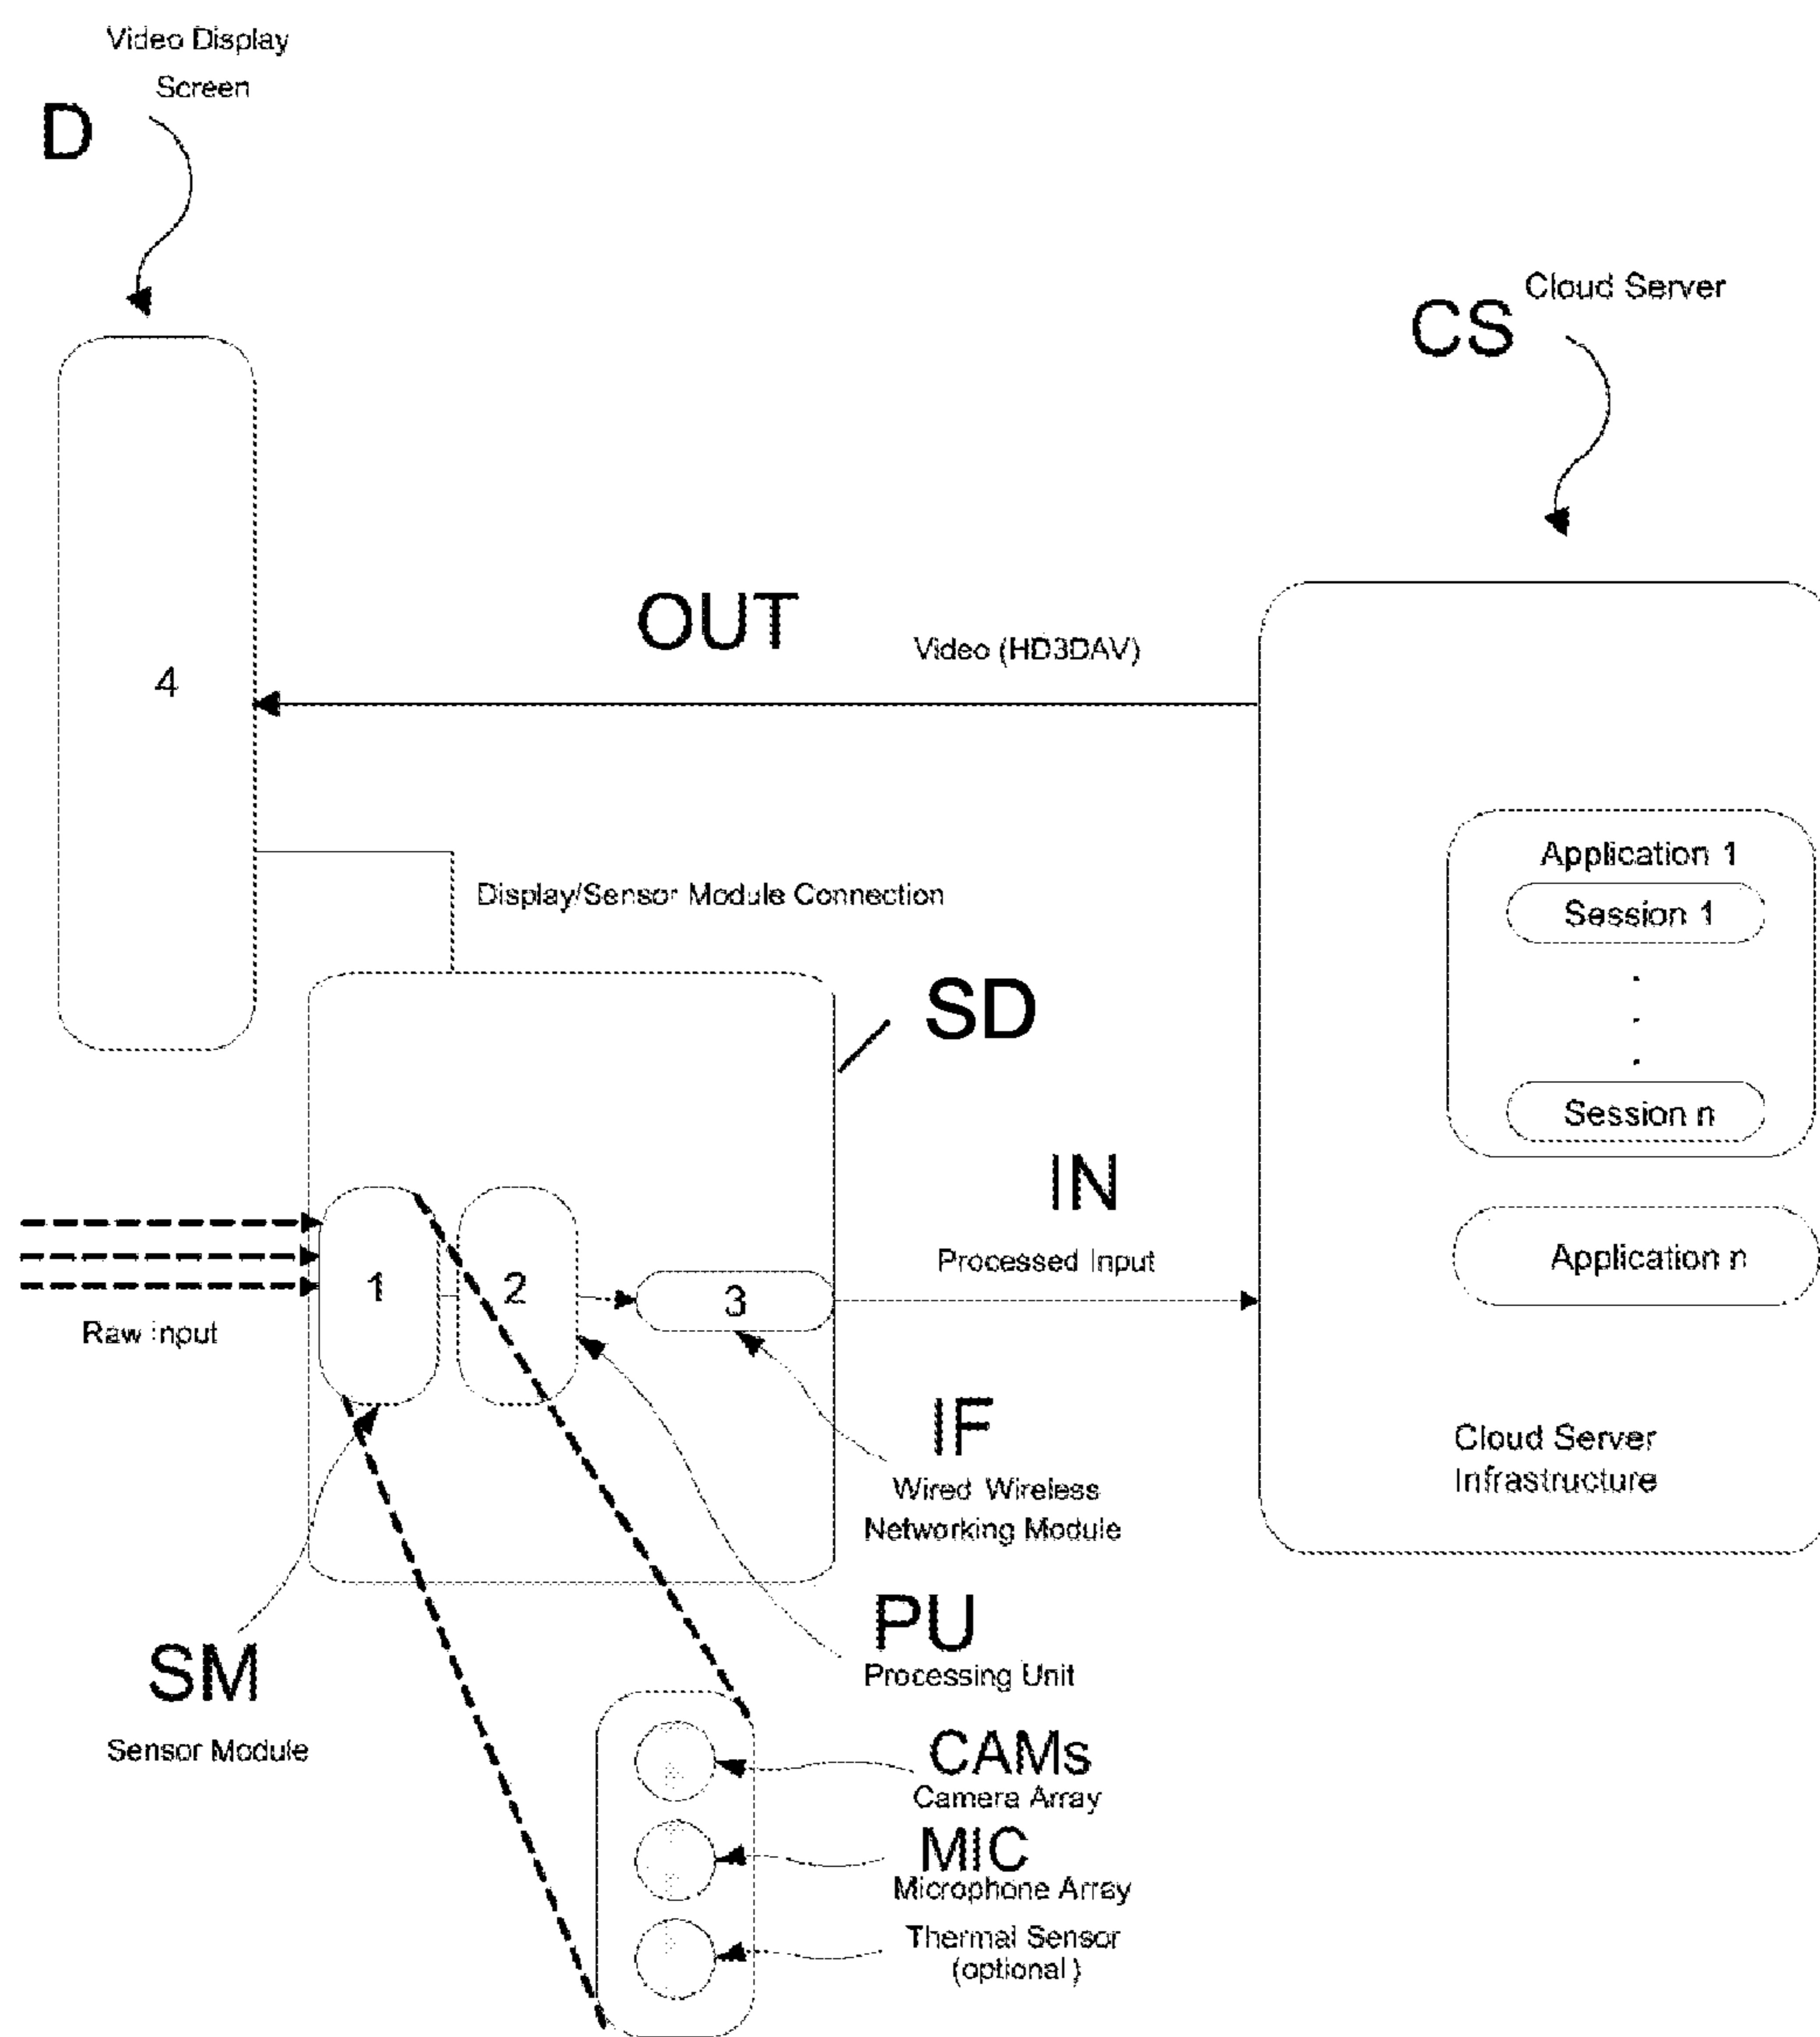 Video Display
Screen
D
Cloud Server
CS
OUT
Video (HD3DAV)
4
Application 1
Display/Sensor Module Connection
Session 1
.
.
.
SD
Session n
IN
Processed Input
Application n
1
2
3
Raw input
IF
Wired Wireless
Networking Module
Cloud Server
Infrastructure
PU
Processing Unit
SM
Sensor Module
CAMs
Camera Array
MIC
Microphone Array
Thermal Sensor
(optional)